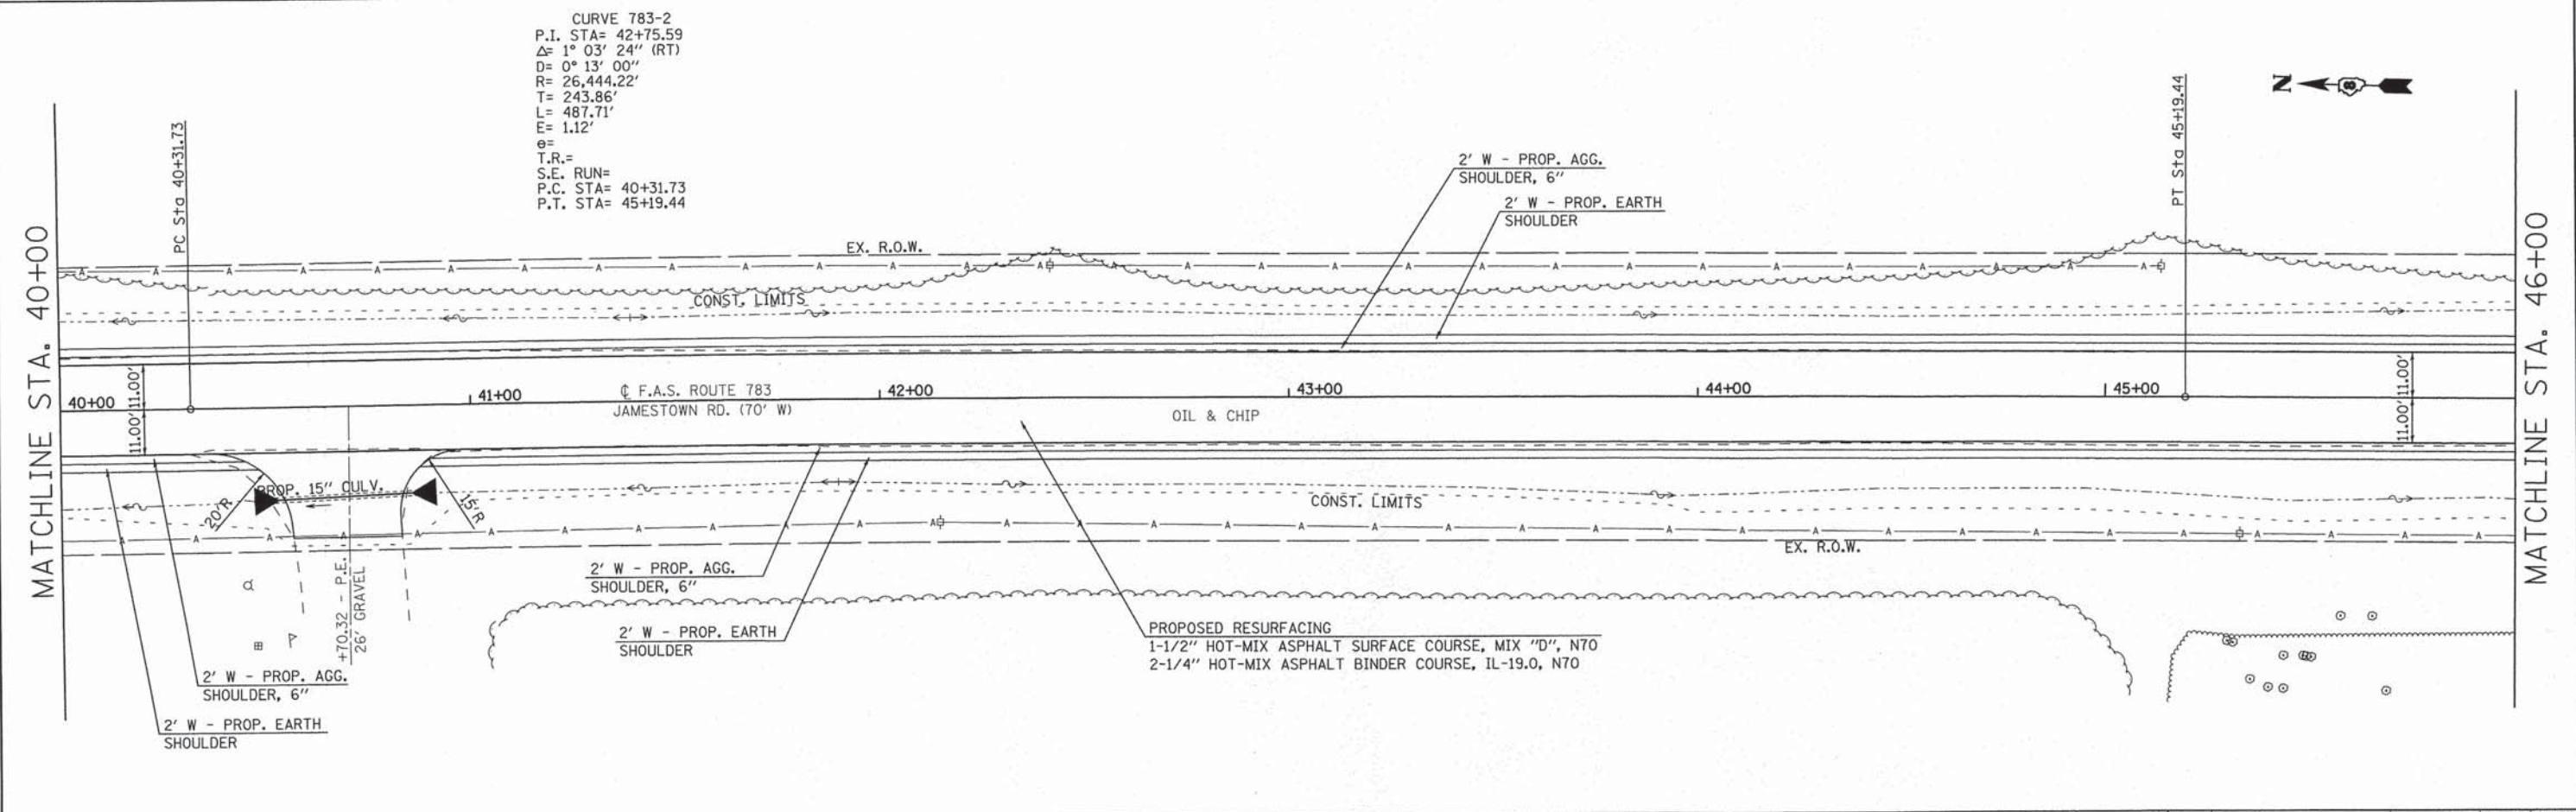 CURVE 783-2
P.I. STA= 42+75.59
Δ= 1° 03' 24" (RT)
D= 0° 13' 00"
R= 26,444.22'
T= 243.86'
L= 487.71'
E= 1.12'
e=
T.R.=
S.E. RUN=
P.C. STA= 40+31.73
P.T. STA= 45+19.44
N
8
MATCHLINE STA. 40+00
PC Sta 40+31.73
PT Sta 45+19.44
MATCHLINE STA. 46+00
2' W - PROP. AGG.
SHOULDER, 6"
2' W - PROP. EARTH
SHOULDER
EX. R.O.W.
A A A A A A A A A A A A A A A A A A A A A A A A A A A A A
CONST. LIMITS
11.00'
11.00'
40+00
41+00
℄ F.A.S. ROUTE 783
JAMESTOWN RD. (70' W)
42+00
OIL & CHIP
43+00
44+00
45+00
11.00'
11.00'
PROP. 15" CULV.
20'R
15'R
CONST. LIMITS
A A A A A A A A A A A A A A A A A A A A A A A A A A A A A A A A A
EX. R.O.W.
+70.32 - P.E.
26' GRAVEL
2' W - PROP. AGG.
SHOULDER, 6"
2' W - PROP. EARTH
SHOULDER
PROPOSED RESURFACING
1-1/2" HOT-MIX ASPHALT SURFACE COURSE, MIX "D", N70
2-1/4" HOT-MIX ASPHALT BINDER COURSE, IL-19.0, N70
2' W - PROP. AGG.
SHOULDER, 6"
2' W - PROP. EARTH
SHOULDER